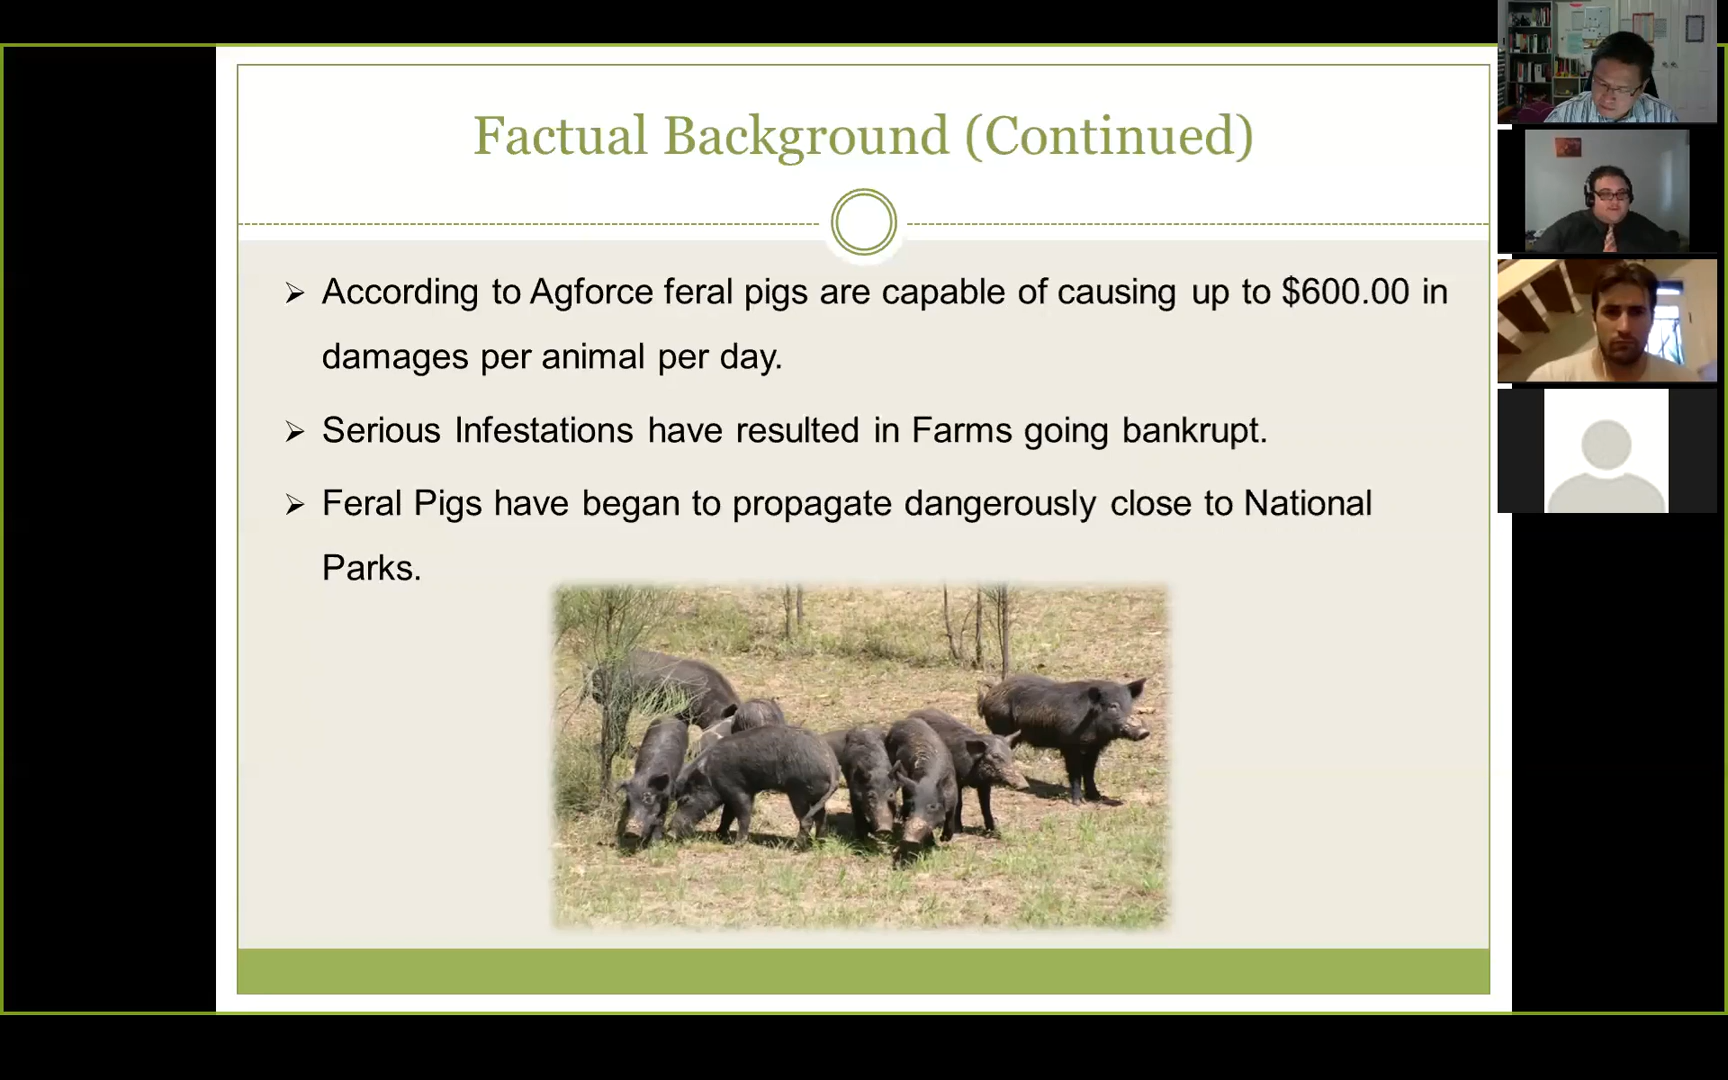 Factual Background (Continued)
According to Agforce feral pigs are capable of causing up to $600.00 in
damages per animal per day.
Serious Infestations have resulted in Farms going bankrupt.
Feral Pigs have began to propagate dangerously close to National
Parks.